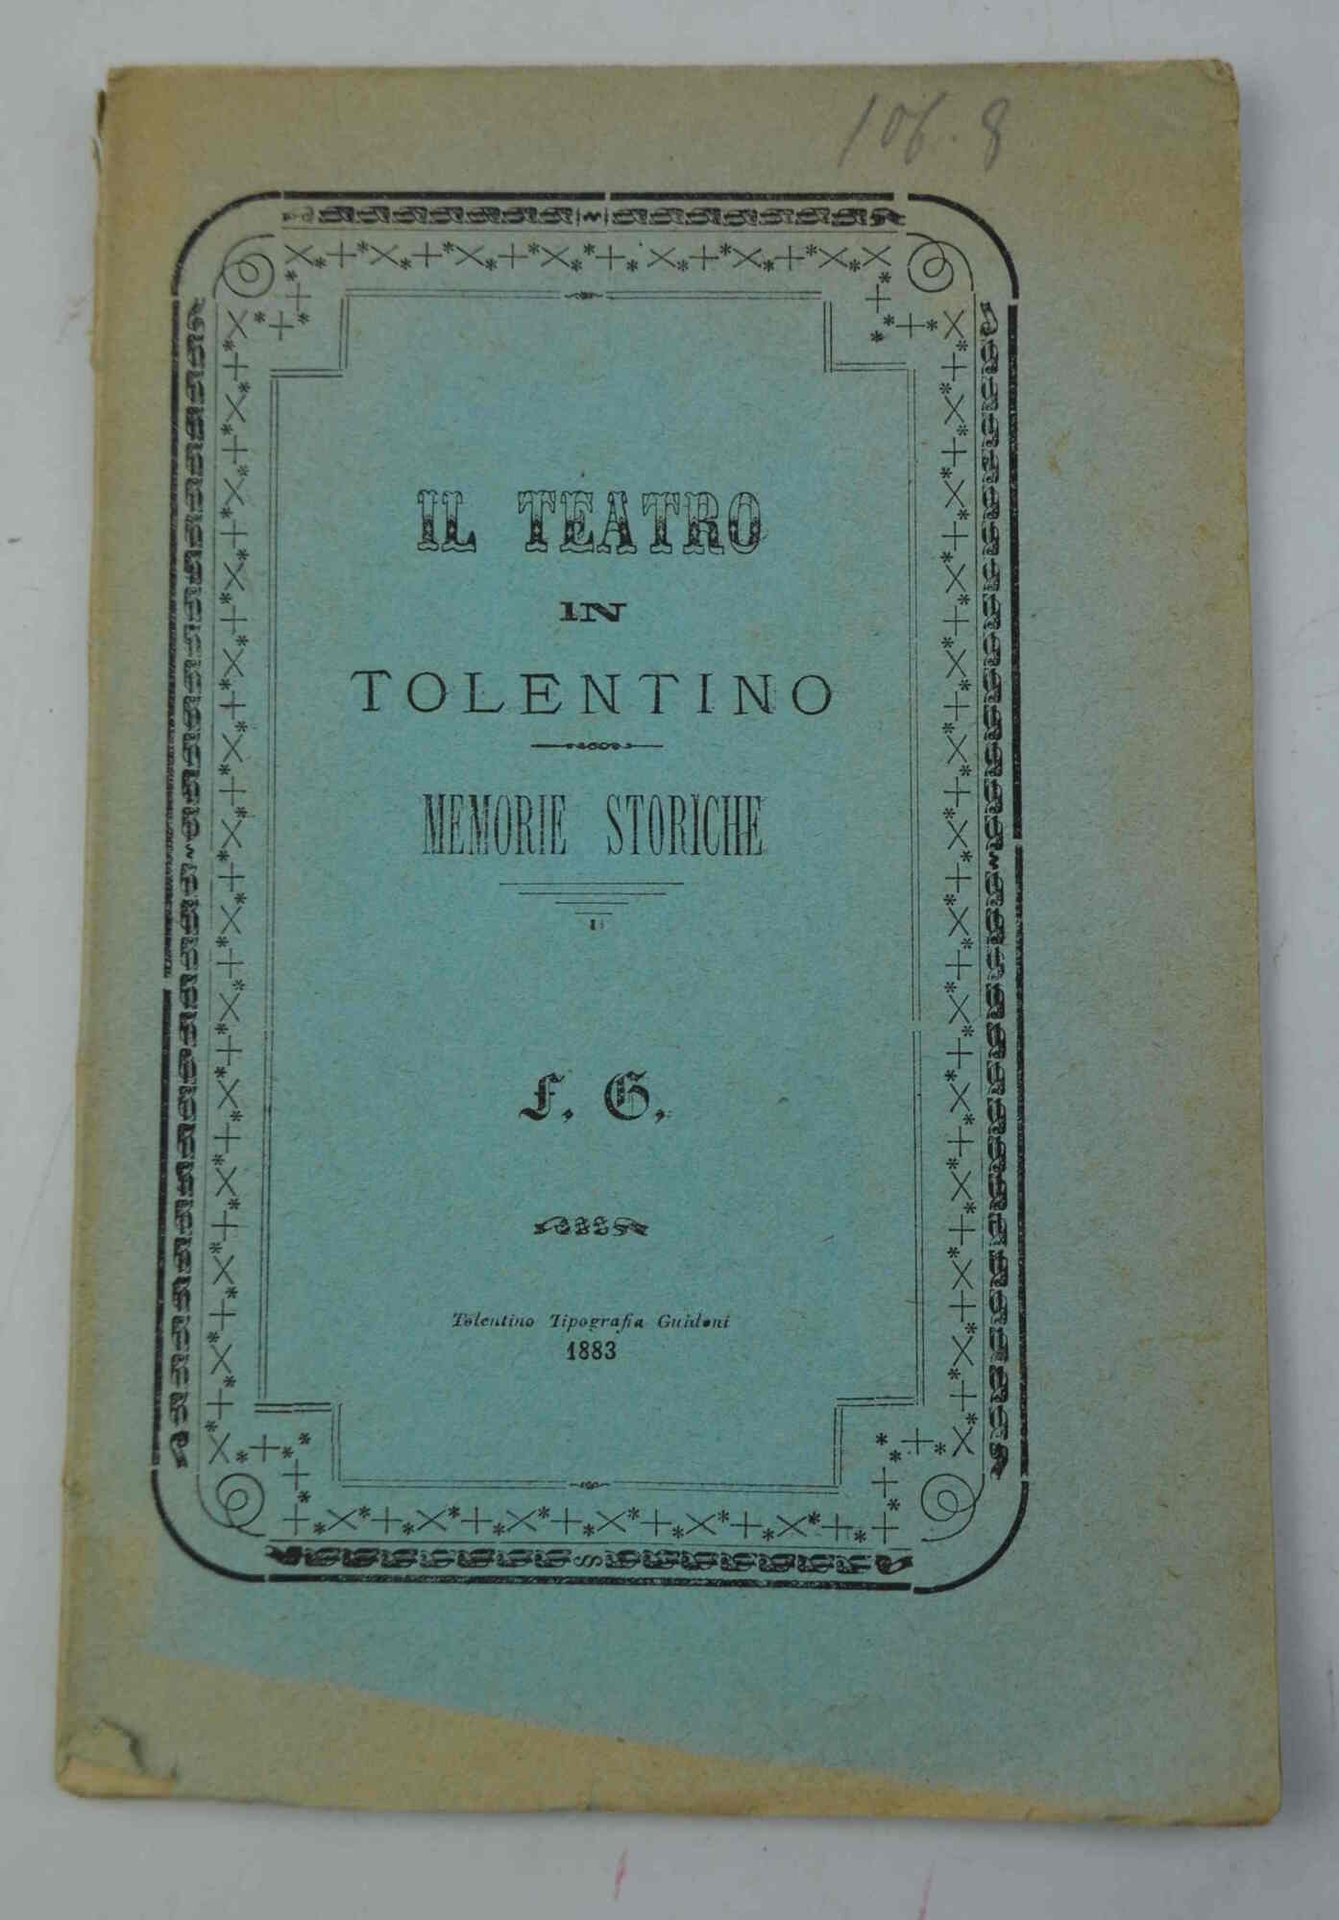 106.8
IL TEATRO
IN
TOLENTINO
MEMORIE STORICHE
F. G.
Tolentino Tipografia Guidoni
1883